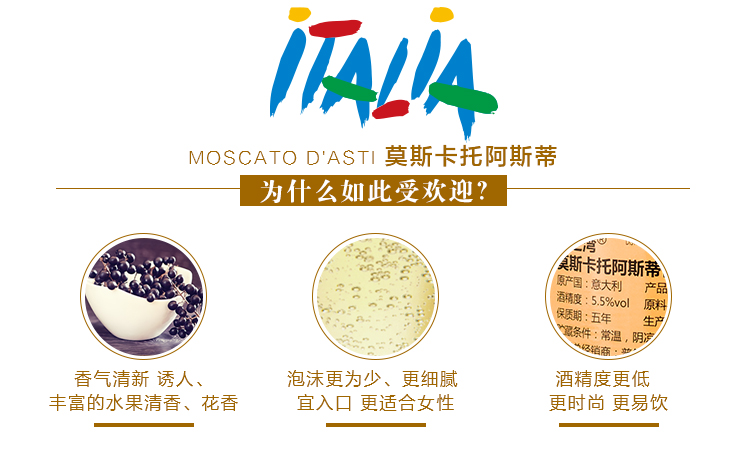 ITALIA
MOSCATO D'ASTI 莫斯卡托阿斯蒂
为什么如此受欢迎?
莫斯卡托阿斯蒂
原产国:意大利 产品
酒精度:5.5%vol 原料
保质期:五年 生产
贮藏条件:常温,阴凉
经销商:
香气清新 诱人、
丰富的水果清香、花香
泡沫更为少、更细腻
宜入口 更适合女性
酒精度更低
更时尚 更易饮